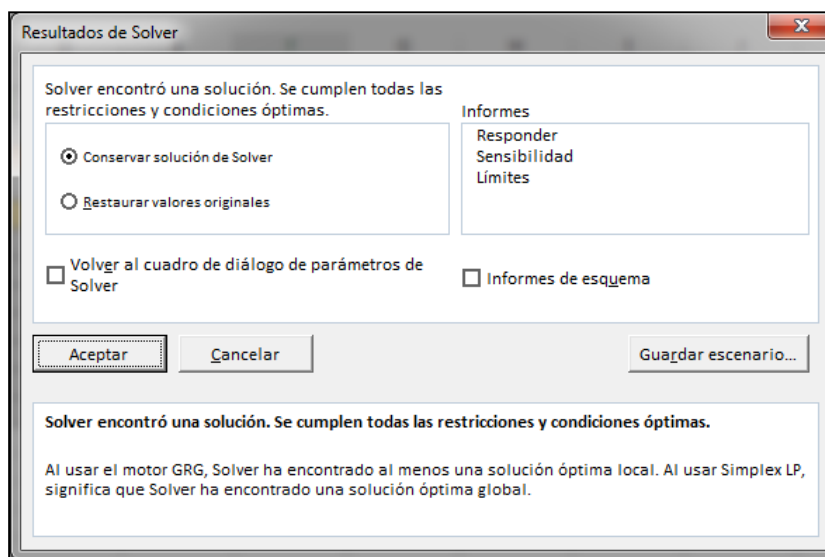 Resultados de Solver
Solver encontró una solución. Se cumplen todas las
restricciones y condiciones óptimas.
Conservar solución de Solver
Restaurar valores originales
Informes
Responder
Sensibilidad
Límites
Volver al cuadro de diálogo de parámetros de
Solver
Informes de esquema
Aceptar
Cancelar
Guardar escenario...
Solver encontró una solución. Se cumplen todas las restricciones y condiciones óptimas.
Al usar el motor GRG, Solver ha encontrado al menos una solución óptima local. Al usar Simplex LP,
significa que Solver ha encontrado una solución óptima global.